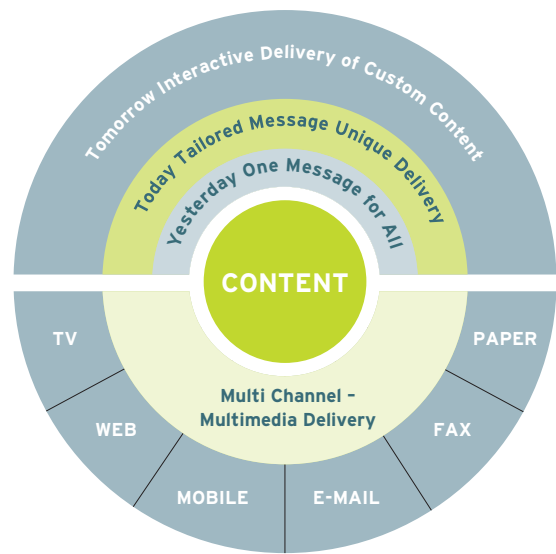 Tomorrow Interactive Delivery of Custom Content
Today Tailored Message Unique Delivery
Yesterday One Message for All
CONTENT
TV
PAPER
Multi Channel –
Multimedia Delivery
WEB
FAX
MOBILE
E-MAIL